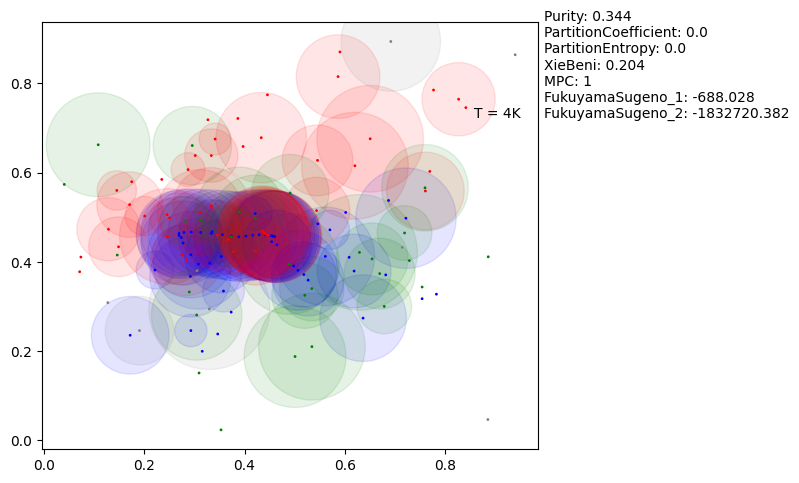 Purity: 0.344
PartitionCoefficient: 0.0
PartitionEntropy: 0.0
XieBeni: 0.204
MPC: 1
FukuyamaSugeno_1: -688.028
FukuyamaSugeno_2: -1832720.382
T = 4K
0.8
0.6
0.4
0.2
0.0
0.0 0.2 0.4 0.6 0.8